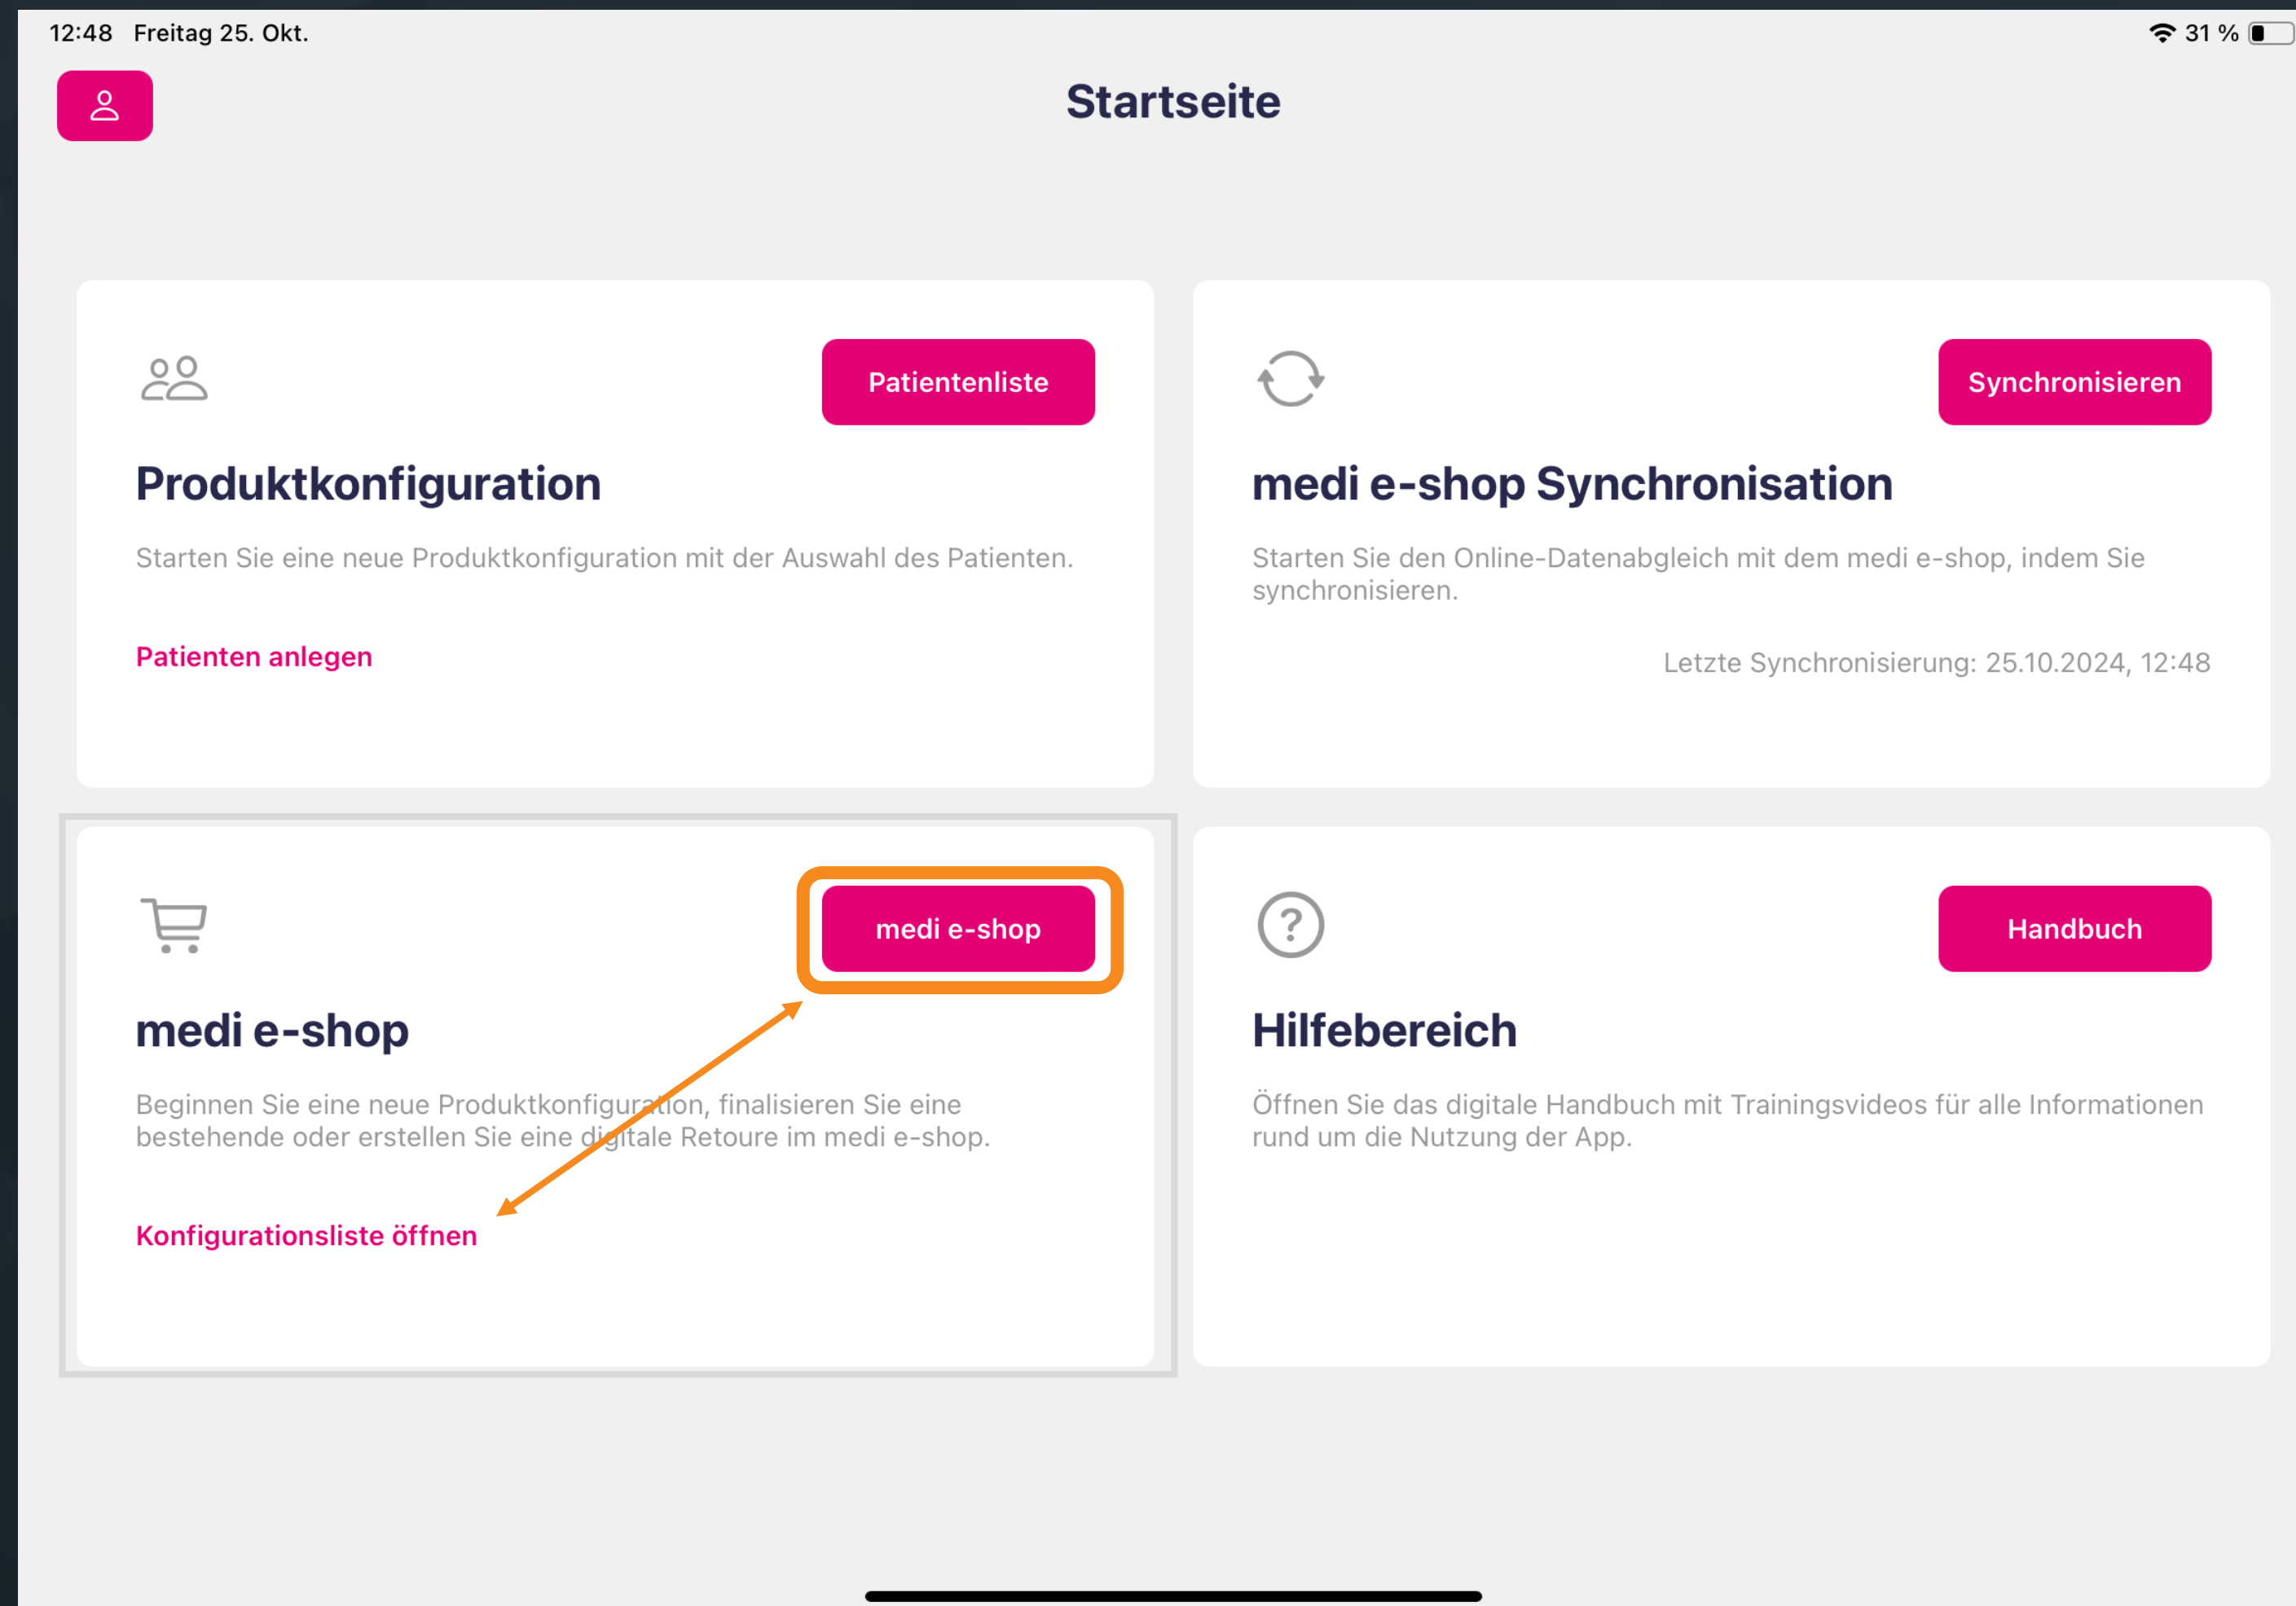 12:48 Freitag 25. Okt.
31 %
Startseite
Patientenliste
Produktkonfiguration
Starten Sie eine neue Produktkonfiguration mit der Auswahl des Patienten.
Patienten anlegen
Synchronisieren
medi e-shop Synchronisation
Starten Sie den Online-Datenabgleich mit dem medi e-shop, indem Sie
synchronisieren.
Letzte Synchronisierung: 25.10.2024, 12:48
medi e-shop
medi e-shop
Beginnen Sie eine neue Produktkonfiguration, finalisieren Sie eine
bestehende oder erstellen Sie eine digitale Retoure im medi e-shop.
Konfigurationsliste öffnen
?
Handbuch
Hilfebereich
Öffnen Sie das digitale Handbuch mit Trainingsvideos für alle Informationen
rund um die Nutzung der App.